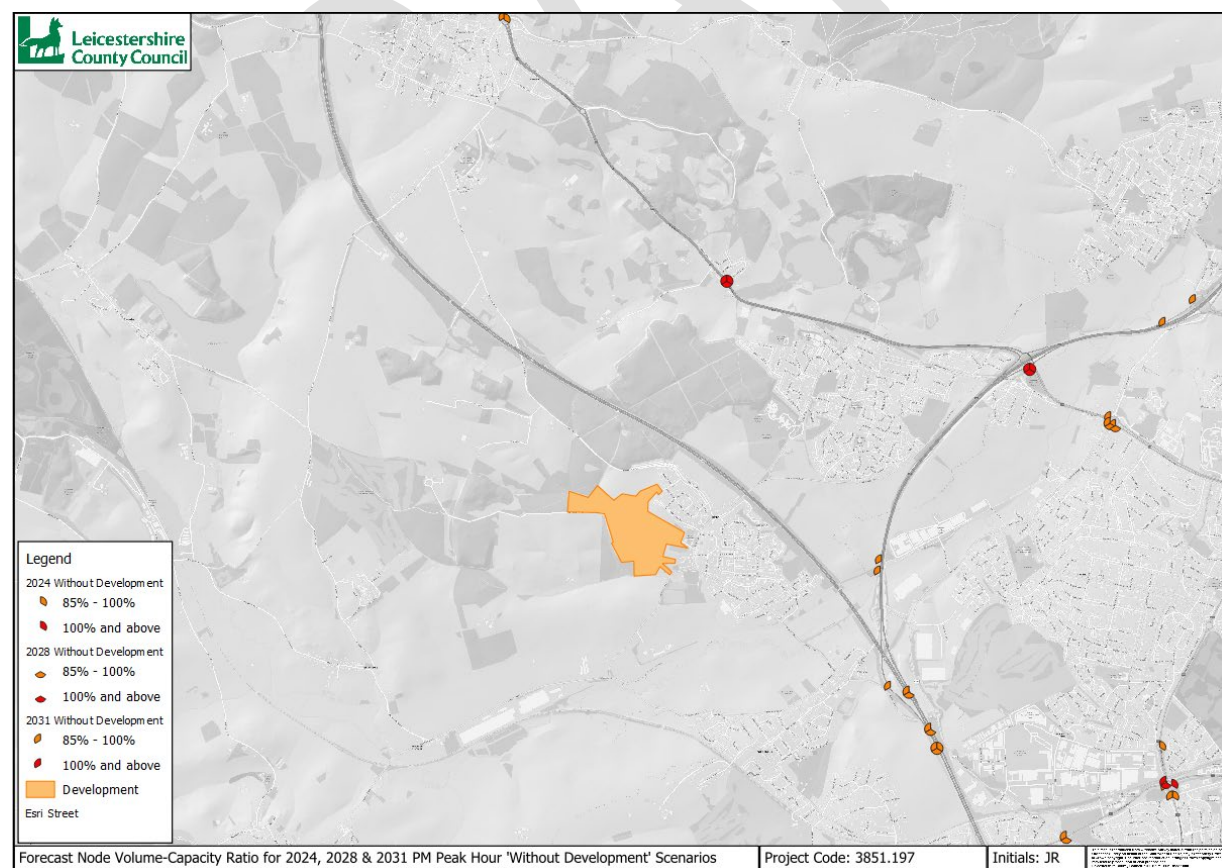 Leicestershire
County Council
Legend
2024 Without Development
85% - 100%
100% and above
2028 Without Development
85% - 100%
100% and above
2031 Without Development
85% - 100%
100% and above
Development
Esri Street
Forecast Node Volume-Capacity Ratio for 2024, 2028 & 2031 PM Peak Hour 'Without Development' Scenarios
Project Code: 3851.197
Initials: JR